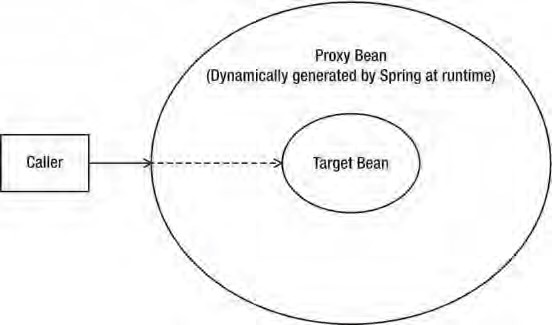 Proxy Bean
(Dynamically generated by Spring at runtime)
Caller
Target Bean